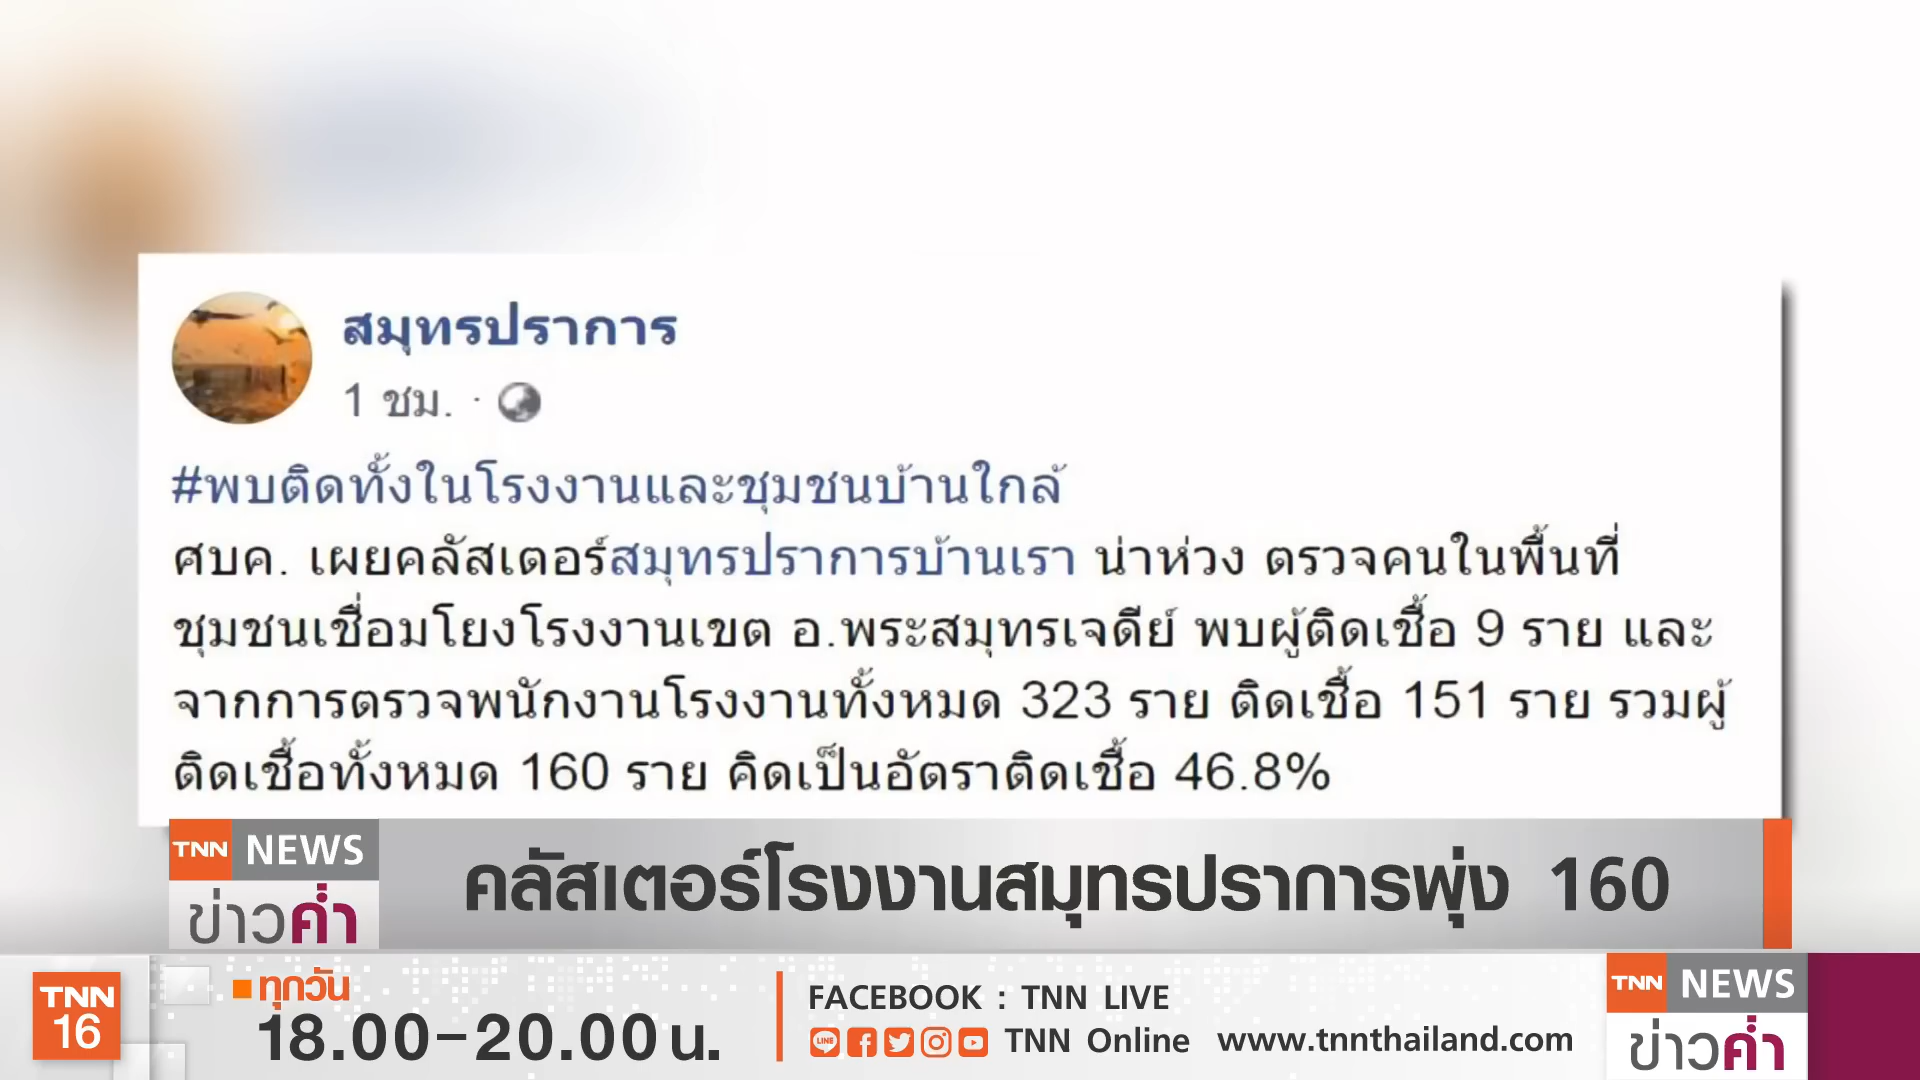 สมุทรปราการ
1 ชม. ·
#พบติดทั้งในโรงงานและชุมชนบ้านใกล้
ศบค. เผยคลัสเตอร์สมุทรปราการบ้านเรา น่าห่วง ตรวจคนในพื้นที่
ชุมชนเชื่อมโยงโรงงานเขต อ.พระสมุทรเจดีย์ พบผู้ติดเชื้อ 9 ราย และ
จากการตรวจพนักงานโรงงานทั้งหมด 323 ราย ติดเชื้อ 151 ราย รวมผู้
ติดเชื้อทั้งหมด 160 ราย คิดเป็นอัตราติดเชื้อ 46.8%
TNN NEWS
ข่าวค่ำ
คลัสเตอร์โรงงานสมุทรปราการพุ่ง 160
TNN
16
ทุกวัน
18.00-20.00 น.
FACEBOOK : TNN LIVE
LINE TNN Online www.tnnthailand.com
TNN NEWS
ข่าวค่ำ